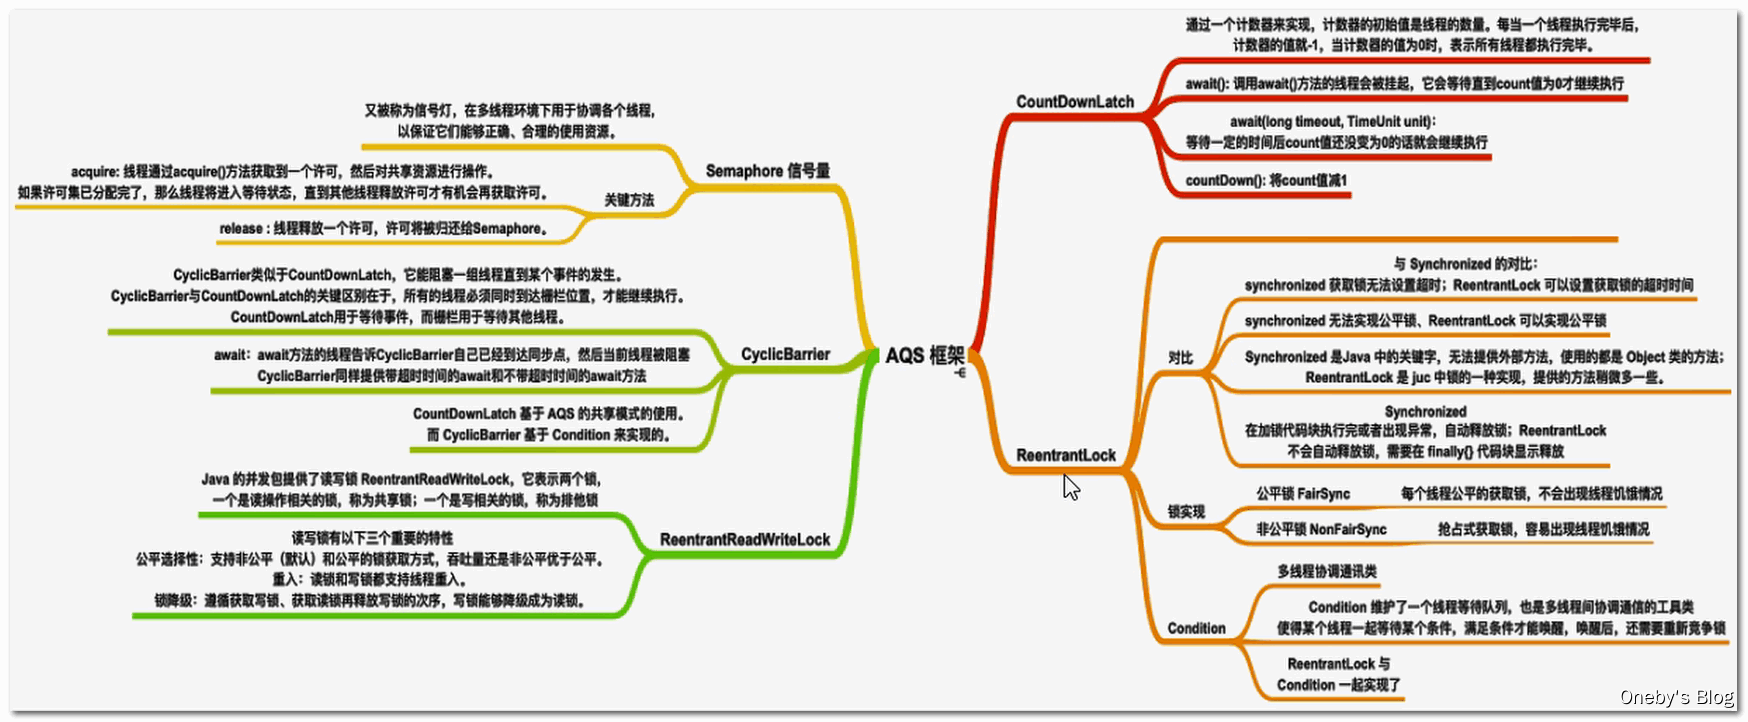 AQS 框架
CountDownLatch
通过一个计数器来实现，计数器的初始值是线程的数量。每当一个线程执行完毕后，
计数器的值就-1，当计数器的值为0时，表示所有线程都执行完毕。
await(): 调用await()方法的线程会被挂起，它会等待直到count值为0才继续执行
await(long timeout, TimeUnit unit)：
等待一定的时间后count值还没变为0的话就会继续执行
countDown(): 将count值减1
ReentrantLock
对比
与 Synchronized 的对比：
synchronized 获取锁无法设置超时；ReentrantLock 可以设置获取锁的超时时间
synchronized 无法实现公平锁、ReentrantLock 可以实现公平锁
Synchronized 是Java 中的关键字，无法提供外部方法，使用的都是 Object 类的方法；
ReentrantLock 是 juc 中锁的一种实现，提供的方法稍微多一些。
Synchronized
在加锁代码块执行完或者出现异常，自动释放锁；ReentrantLock
不会自动释放锁，需要在 finally{} 代码块显示释放
锁实现
公平锁 FairSync
每个线程公平的获取锁，不会出现线程饥饿情况
非公平锁 NonFairSync
抢占式获取锁，容易出现线程饥饿情况
Condition
多线程协调通讯类
Condition 维护了一个线程等待队列，也是多线程间协调通信的工具类
使得某个线程一起等待某个条件，满足条件才能唤醒，唤醒后，还需要重新竞争锁
ReentrantLock 与
Condition 一起实现了
Semaphore 信号量
又被称为信号灯，在多线程环境下用于协调各个线程，
以保证它们能够正确、合理的使用资源。
关键方法
acquire: 线程通过acquire()方法获取到一个许可，然后对共享资源进行操作。
如果许可集已分配完了，那么线程将进入等待状态，直到其他线程释放许可才有机会再获取许可。
release : 线程释放一个许可，许可将被归还给Semaphore。
CyclicBarrier
CyclicBarrier类似于CountDownLatch，它能阻塞一组线程直到某个事件的发生。
CyclicBarrier与CountDownLatch的关键区别在于，所有的线程必须同时到达栅栏位置，才能继续执行。
CountDownLatch用于等待事件，而栅栏用于等待其他线程。
await：await方法的线程告诉CyclicBarrier自己已经到达同步点，然后当前线程被阻塞
CyclicBarrier同样提供带超时时间的await和不带超时时间的await方法
CountDownLatch 基于 AQS 的共享模式的使用。
而 CyclicBarrier 基于 Condition 来实现的。
ReentrantReadWriteLock
Java 的并发包提供了读写锁 ReentrantReadWriteLock，它表示两个锁，
一个是读操作相关的锁，称为共享锁；一个是写相关的锁，称为排他锁
读写锁有以下三个重要的特性
公平选择性：支持非公平（默认）和公平的锁获取方式，吞吐量还是非公平优于公平。
重入：读锁和写锁都支持线程重入。
锁降级：遵循获取写锁、获取读锁再释放写锁的次序，写锁能够降级成为读锁。
Oneby's Blog